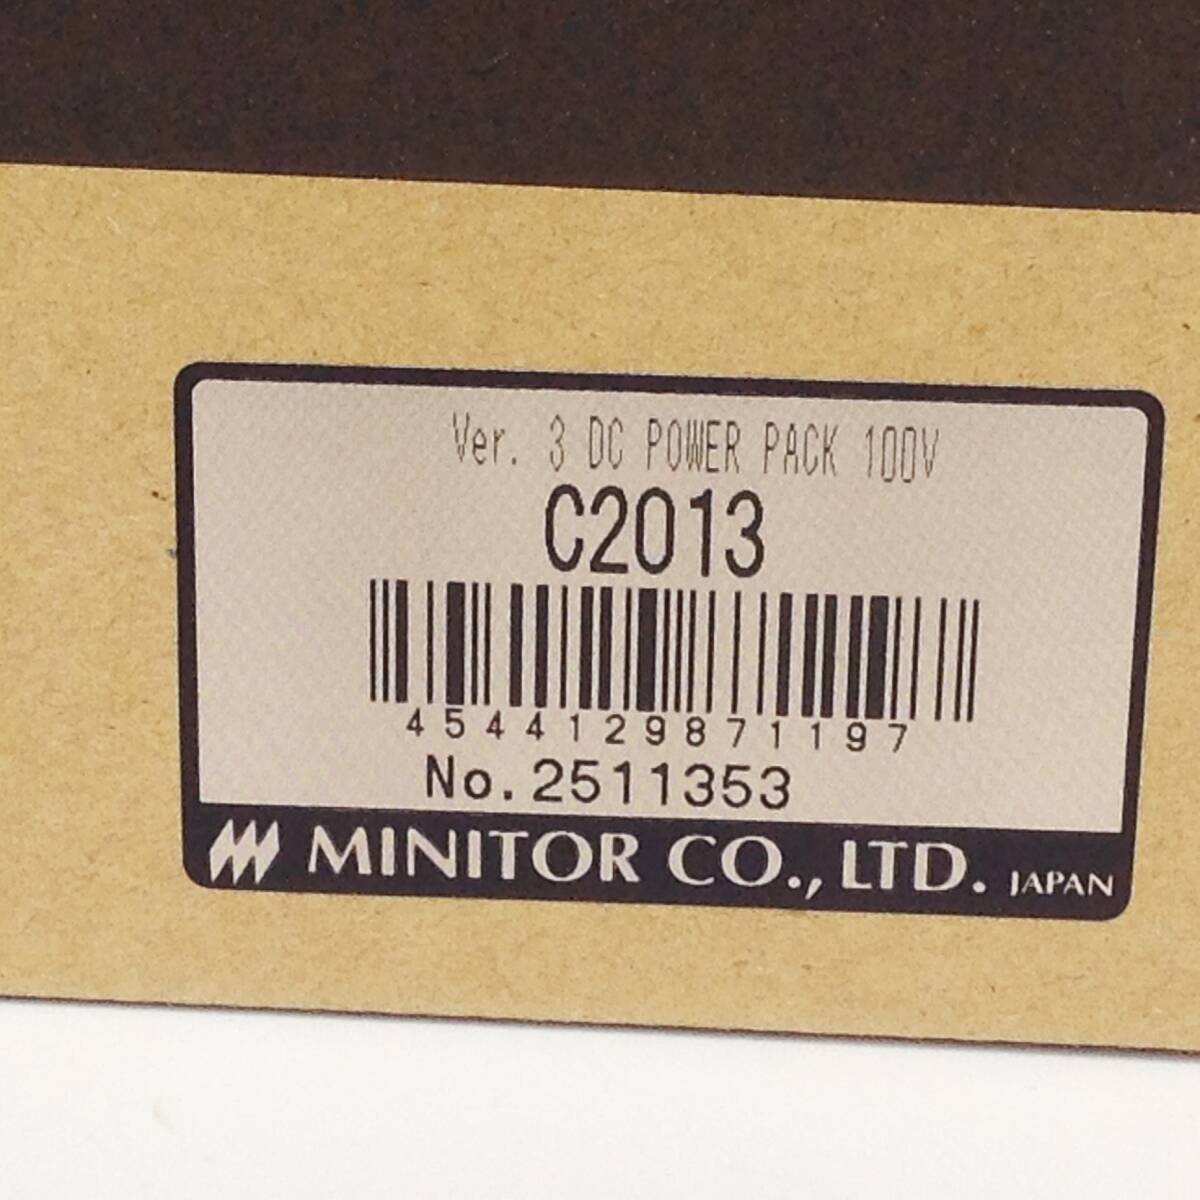 Ver. 3 DC POWER PACK 100V
C2013
4544129871197
No.2511353
MINITOR CO., LTD. JAPAN